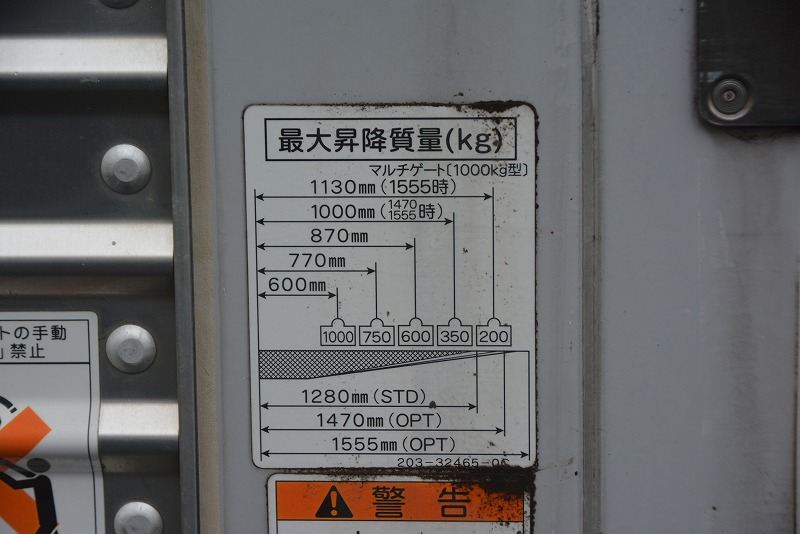 最大昇降質量(kg)
マルチゲート〔1000kg型〕
1130mm(1555時)
1000mm(1470 1555時)
870mm
770mm
600mm
1000 750 600 350 200
1280mm(STD)
1470mm(OPT)
1555mm(OPT)
203-32465-0
トの手動
」禁止
警告